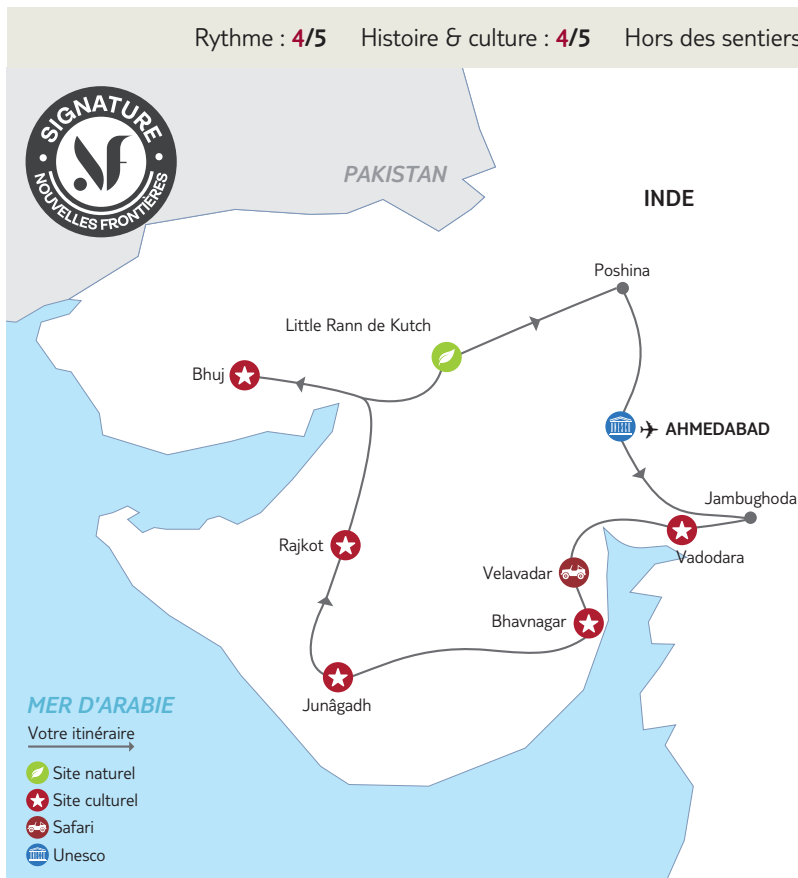 Rythme : 4/5 Histoire & culture : 4/5 Hors des sentiers
SIGNATURE
NF
NOUVELLES FRONTIÈRES
PAKISTAN
INDE
Poshina
Little Rann de Kutch
Bhuj
AHMEDABAD
Jambughoda
Rajkot
Vadodara
Velavadar
Bhavnagar
Junâgadh
MER D'ARABIE
Votre itinéraire
Site naturel
Site culturel
Safari
Unesco